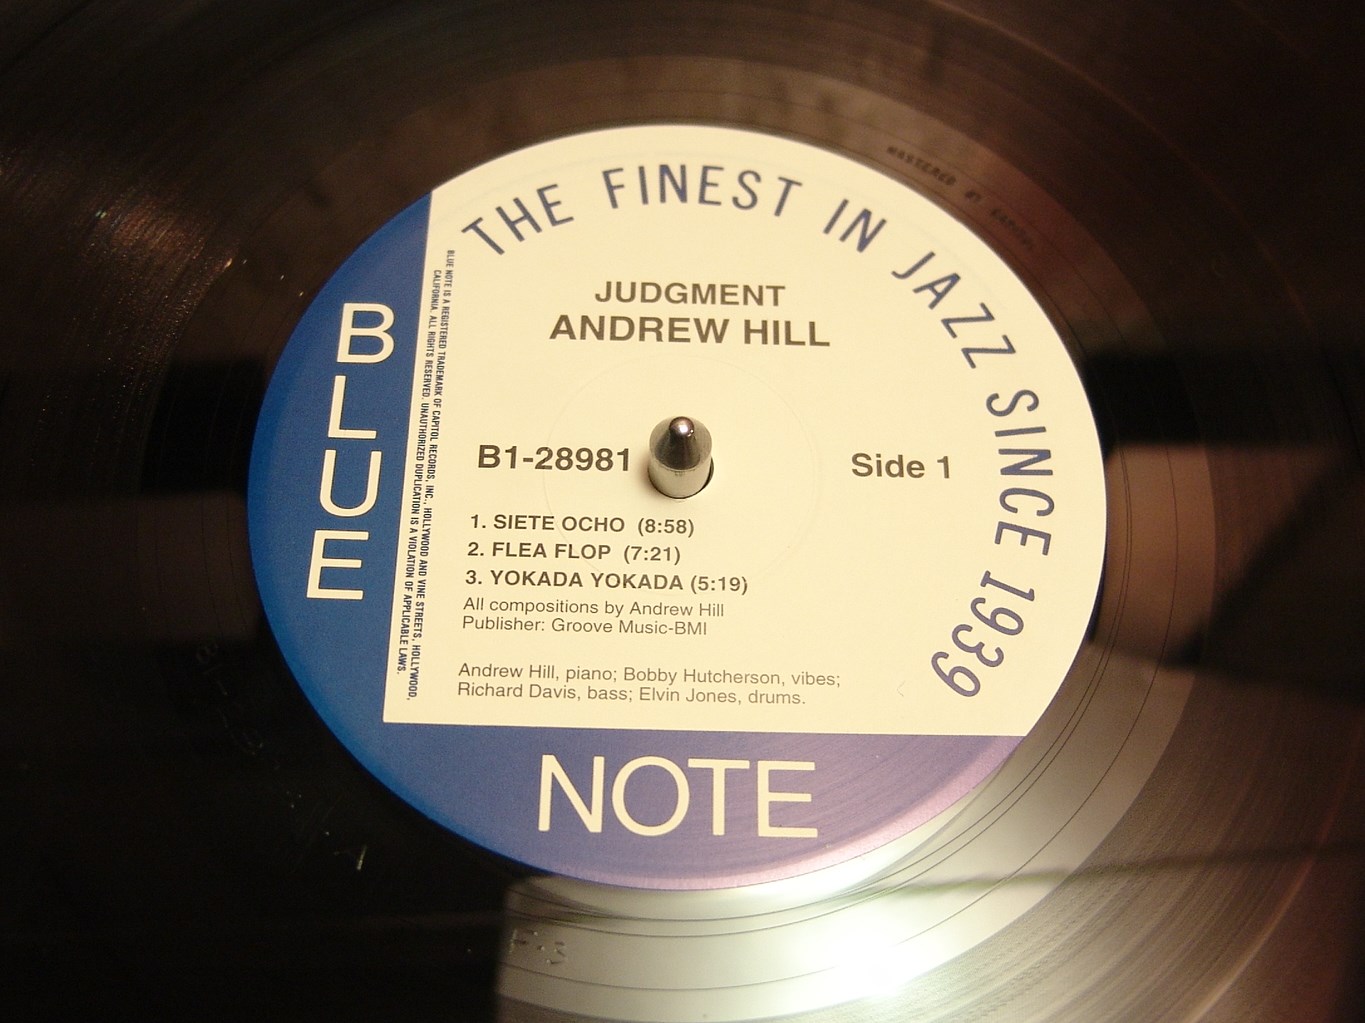 THE FINEST IN JAZZ SINCE 1939
JUDGMENT
ANDREW HILL
B1-28981
Side 1
1. SIETE OCHO (8:58)
2. FLEA FLOP (7:21)
3. YOKADA YOKADA (5:19)
All compositions by Andrew Hill
Publisher: Groove Music-BMI
Andrew Hill, piano; Bobby Hutcherson, vibes;
Richard Davis, bass; Elvin Jones, drums.
BLUE
NOTE
BLUE NOTE IS A REGISTERED TRADEMARK OF CAPITOL RECORDS, INC., HOLLYWOOD AND VINE STREETS, HOLLYWOOD,
CALIFORNIA. ALL RIGHTS RESERVED. UNAUTHORIZED DUPLICATION IS A VIOLATION OF APPLICABLE LAWS.
MASTERED AT CAPITOL